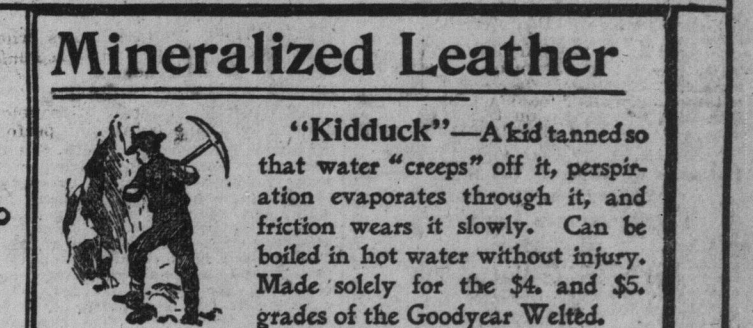 Mineralized Leather
“Kidduck”—A kid tanned so
that water “creeps” off it, perspir-
ation evaporates through it, and
friction wears it slowly. Can be
boiled in hot water without injury.
Made solely for the $4. and $5.
grades of the Goodyear Welted.